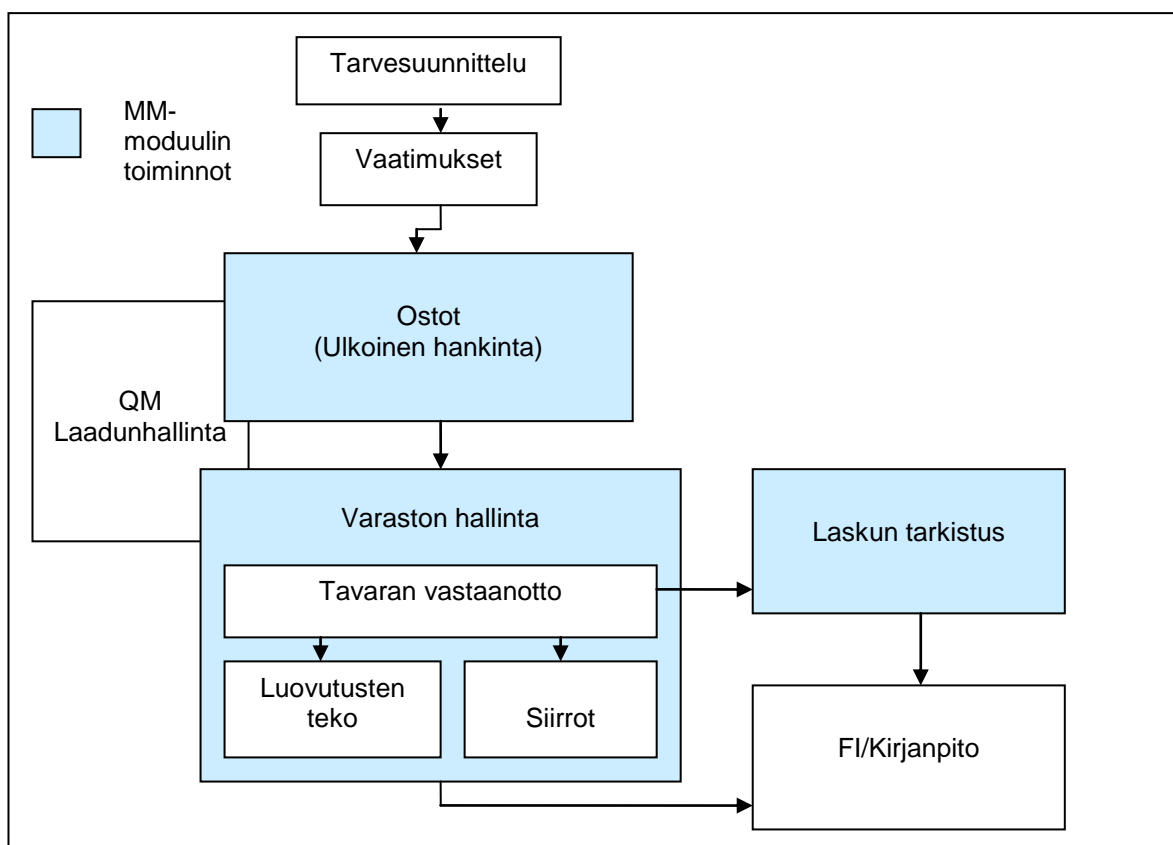 Tarvesuunnittelu
MM-
moduulin
toiminnot
Vaatimukset
Ostot
(Ulkoinen hankinta)
QM
Laadunhallinta
Varaston hallinta
Laskun tarkistus
Tavaran vastaanotto
Luovutusten
teko
Siirrot
FI/Kirjanpito